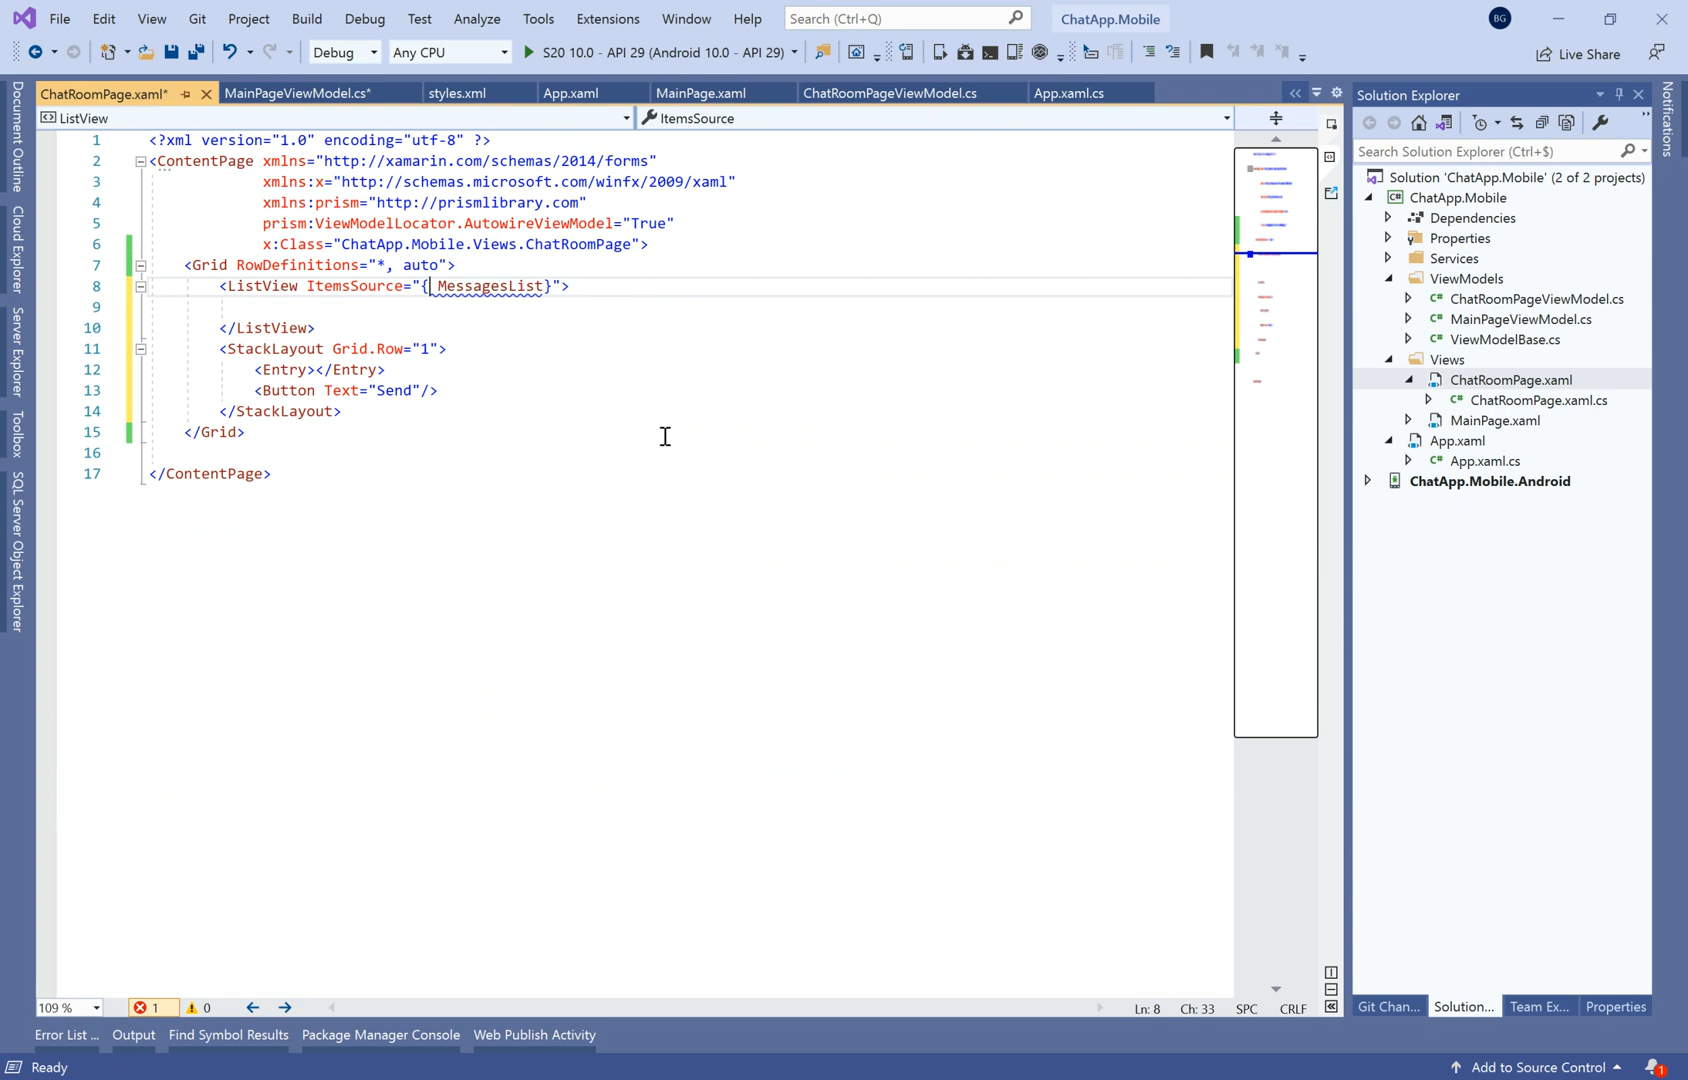 File Edit View Git Project Build Debug Test Analyze Tools Extensions Window Help Search (Ctrl+Q) ChatApp.Mobile BG
Debug Any CPU S20 10.0 - API 29 (Android 10.0 - API 29) Live Share
ChatRoomPage.xaml* MainPageViewModel.cs* styles.xml App.xaml MainPage.xaml ChatRoomPageViewModel.cs App.xaml.cs
ListView ItemsSource
1 <?xml version="1.0" encoding="utf-8" ?>
2 <ContentPage xmlns="http://xamarin.com/schemas/2014/forms"
3 xmlns:x="http://schemas.microsoft.com/winfx/2009/xaml"
4 xmlns:prism="http://prismlibrary.com"
5 prism:ViewModelLocator.AutowireViewModel="True"
6 x:Class="ChatApp.Mobile.Views.ChatRoomPage">
7 <Grid RowDefinitions="*, auto">
8 <ListView ItemsSource="{ MessagesList}">
9
10 </ListView>
11 <StackLayout Grid.Row="1">
12 <Entry></Entry>
13 <Button Text="Send"/>
14 </StackLayout>
15 </Grid>
16
17 </ContentPage>
Document Outline
Cloud Explorer
Server Explorer
Toolbox
SQL Server Object Explorer
Solution Explorer
Search Solution Explorer (Ctrl+$)
Solution 'ChatApp.Mobile' (2 of 2 projects)
ChatApp.Mobile
Dependencies
Properties
Services
ViewModels
ChatRoomPageViewModel.cs
MainPageViewModel.cs
ViewModelBase.cs
Views
ChatRoomPage.xaml
ChatRoomPage.xaml.cs
MainPage.xaml
App.xaml
App.xaml.cs
ChatApp.Mobile.Android
Notifications
109 % 1 0 Ln: 8 Ch: 33 SPC CRLF
Git Chan... Solution... Team Ex... Properties
Error List ... Output Find Symbol Results Package Manager Console Web Publish Activity
Ready Add to Source Control 1